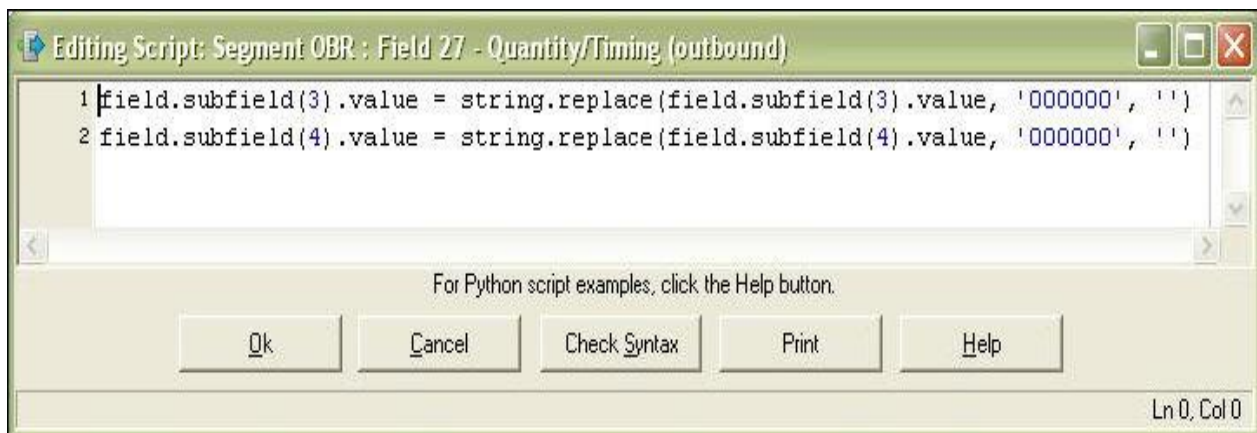 Editing Script: Segment OBR : Field 27 - Quantity/Timing (outbound)
1 field.subfield(3).value = string.replace(field.subfield(3).value, '000000', '')
2 field.subfield(4).value = string.replace(field.subfield(4).value, '000000', '')
For Python script examples, click the Help button.
Ok Cancel Check Syntax Print Help
Ln 0, Col 0